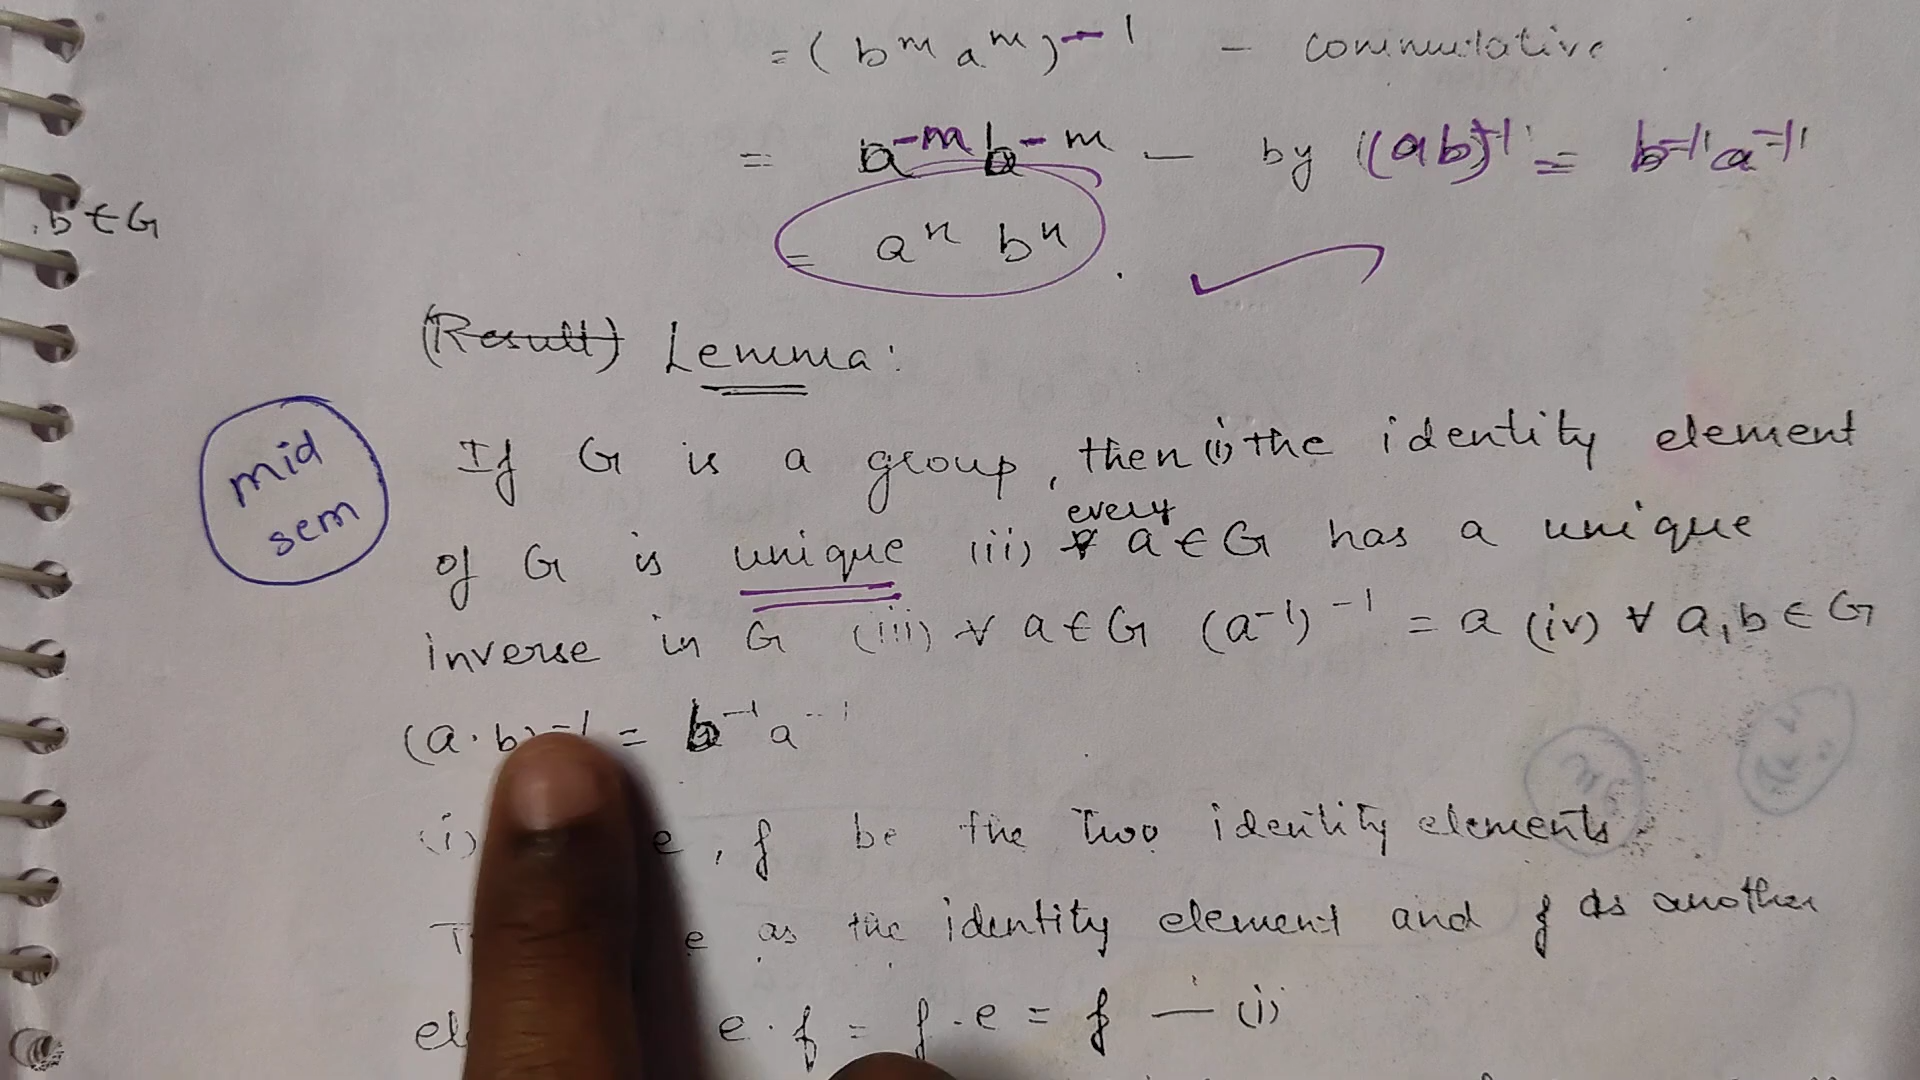 = (b^m a^m)^-1 – commulative
= a^-m b^-m — by (ab)^-1 = b^-1 a^-1
b ∈ G
= a^n b^n .
(Result) Lemma:
mid
sem
If G is a group, then (i) the identity element
every
of G is unique (ii) ∀ a ∈ G has a unique
inverse in G (iii) ∀ a ∈ G (a^-1)^-1 = a (iv) ∀ a, b ∈ G
(a · b)^-1 = b^-1 a^-1
(i) e, f be the two identity elements
e as the identity element and f as another
e · f = f · e = f — (i)